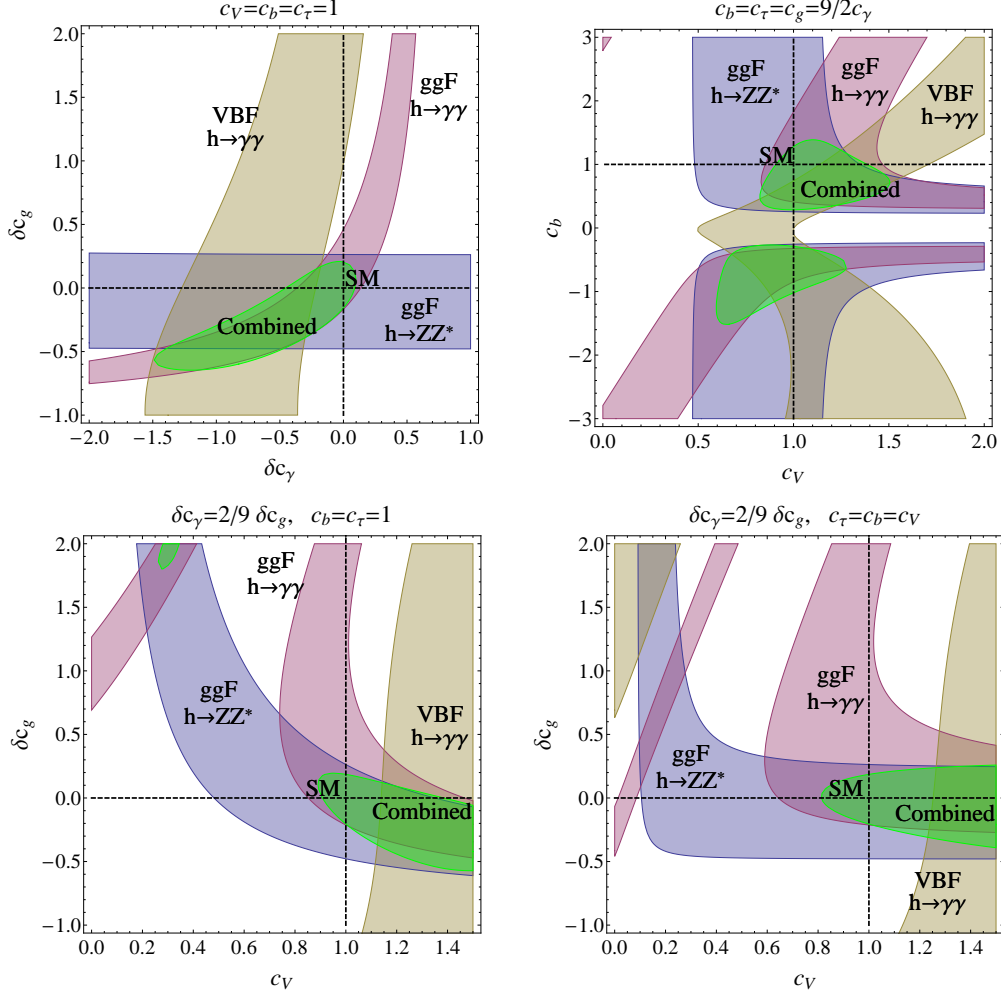 c_V=c_b=c_τ=1
2.0
1.5
1.0
0.5
0.0
−0.5
−1.0
δc_g
VBF
h→γγ
ggF
h→γγ
SM
ggF
h→ZZ*
Combined
−2.0 −1.5 −1.0 −0.5 0.0 0.5 1.0
δc_γ
c_b=c_τ=c_g=9/2c_γ
3
2
1
0
−1
−2
−3
c_b
ggF
h→ZZ*
ggF
h→γγ
VBF
h→γγ
SM
Combined
0.0 0.5 1.0 1.5 2.0
c_V
δc_γ=2/9 δc_g, c_b=c_τ=1
2.0
1.5
1.0
0.5
0.0
−0.5
−1.0
δc_g
ggF
h→γγ
ggF
h→ZZ*
VBF
h→γγ
SM
Combined
0.0 0.2 0.4 0.6 0.8 1.0 1.2 1.4
c_V
δc_γ=2/9 δc_g, c_τ=c_b=c_V
2.0
1.5
1.0
0.5
0.0
−0.5
−1.0
δc_g
ggF
h→γγ
ggF
h→ZZ*
SM
Combined
VBF
h→γγ
0.0 0.2 0.4 0.6 0.8 1.0 1.2 1.4
c_V